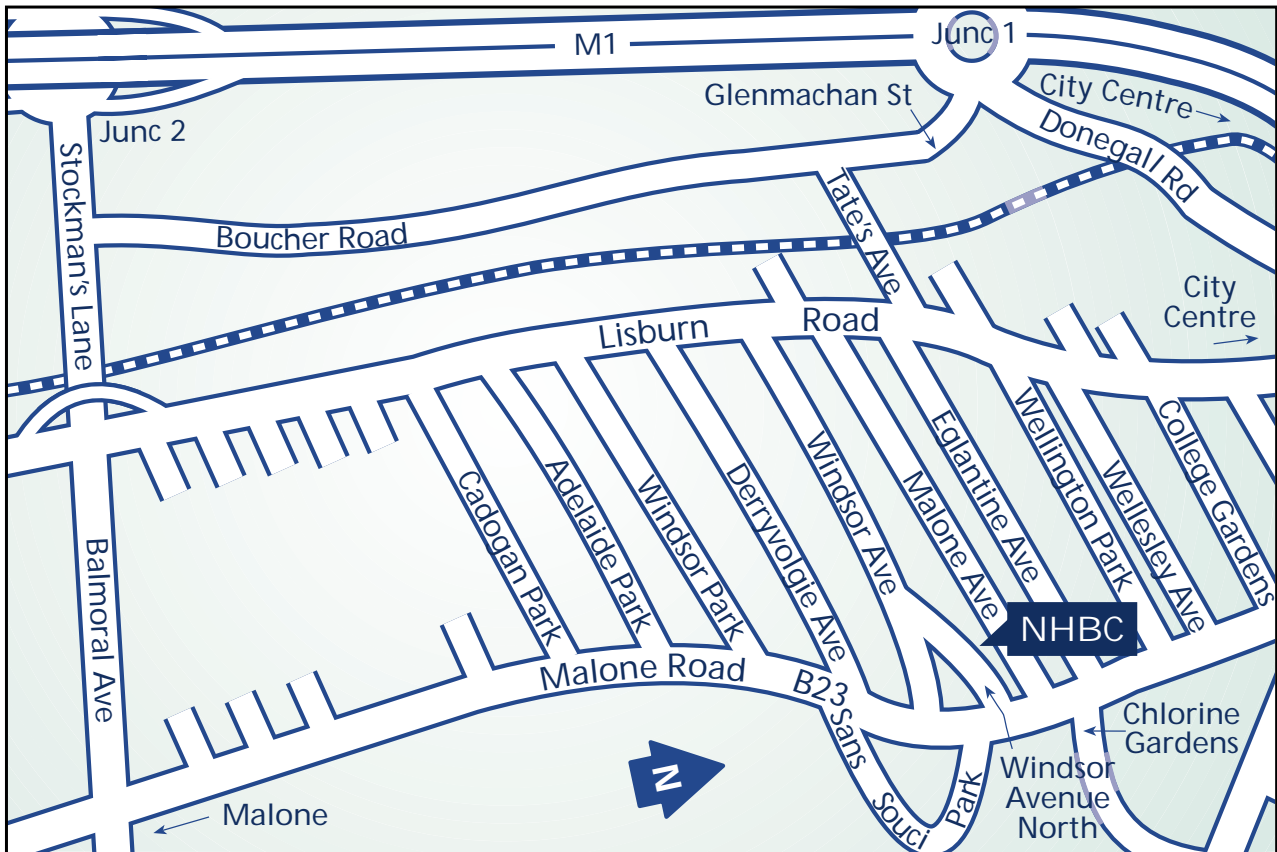 Junc 1
M1
Glenmachan St
City Centre
Junc 2
Donegall Rd
Stockman's Lane
Tate's Ave
Boucher Road
City
Centre
Lisburn Road
Cadogan Park
Adelaide Park
Windsor Park
Derryvolgie Ave
Windsor Ave
Malone Ave
Eglantine Ave
Wellington Park
Wellesley Ave
College Gardens
Balmoral Ave
NHBC
Malone Road
B23
Sans Souci Park
Chlorine
Gardens
Windsor
Avenue
North
N
Malone